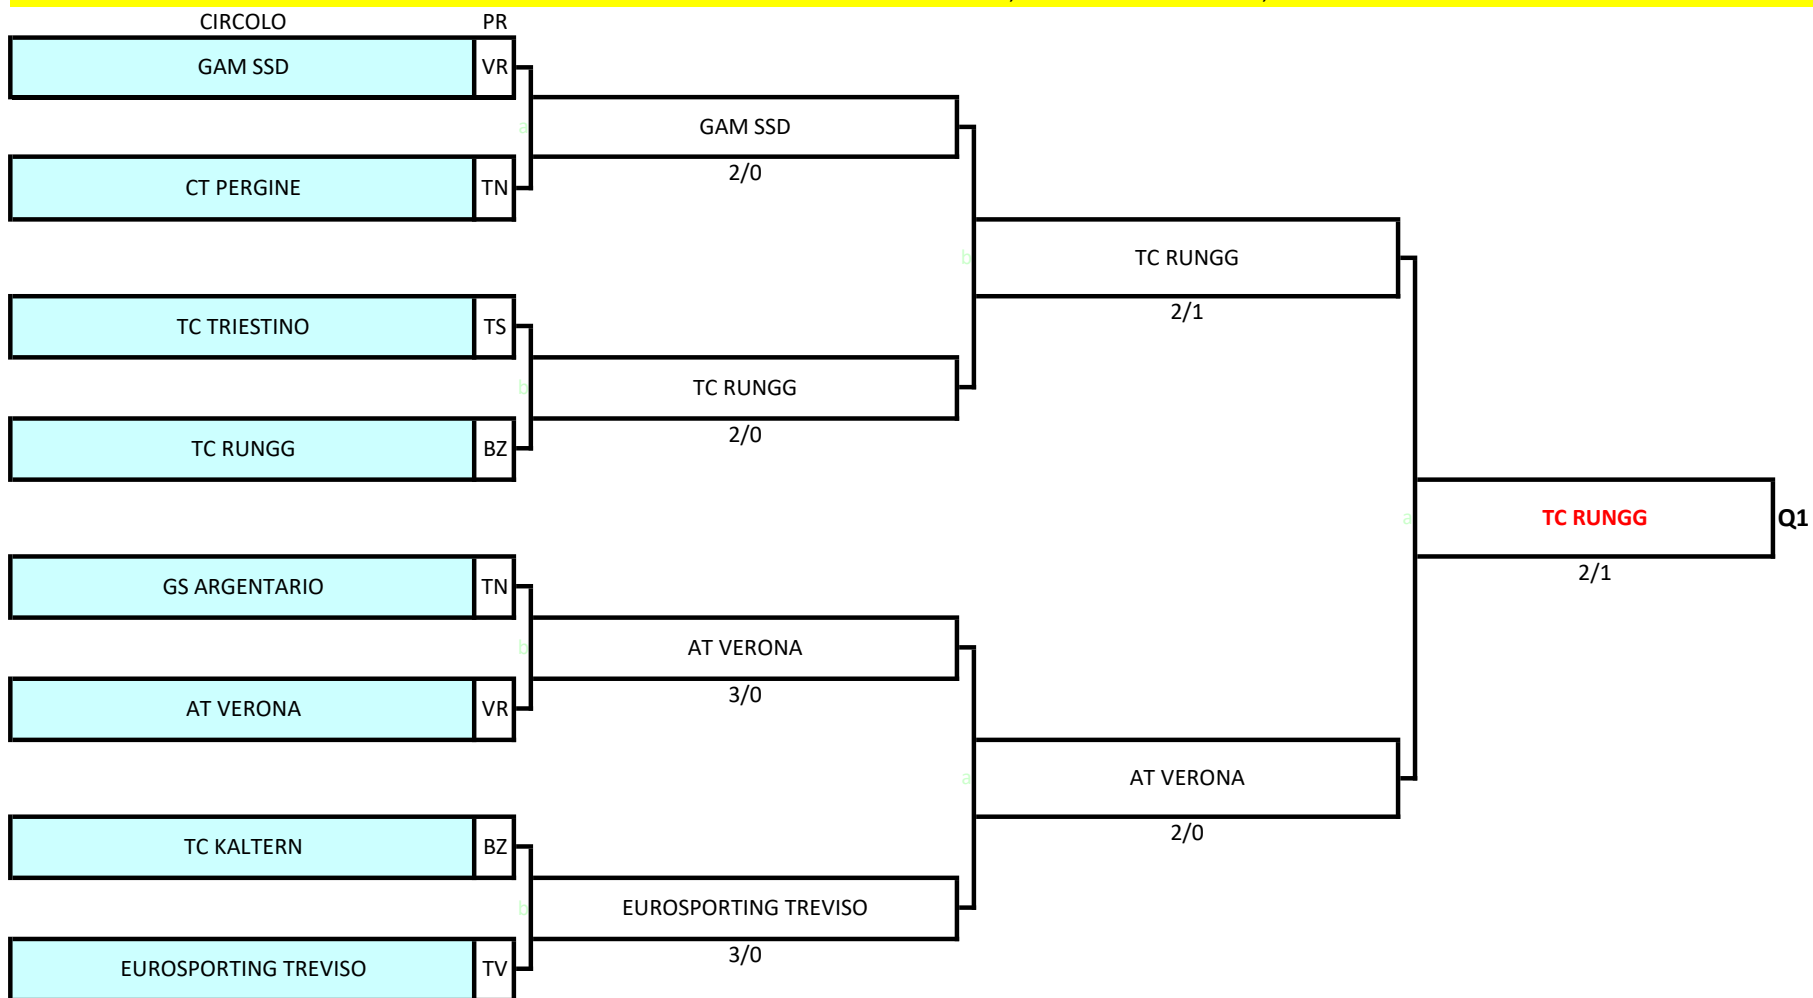 CIRCOLO PR
GAM SSD VR
a
GAM SSD
2/0
CT PERGINE TN
b
TC RUNGG
2/1
TC TRIESTINO TS
b
TC RUNGG
2/0
TC RUNGG BZ
a
TC RUNGG Q1
2/1
GS ARGENTARIO TN
b
AT VERONA
3/0
AT VERONA VR
a
AT VERONA
2/0
TC KALTERN BZ
b
EUROSPORTING TREVISO
3/0
EUROSPORTING TREVISO TV